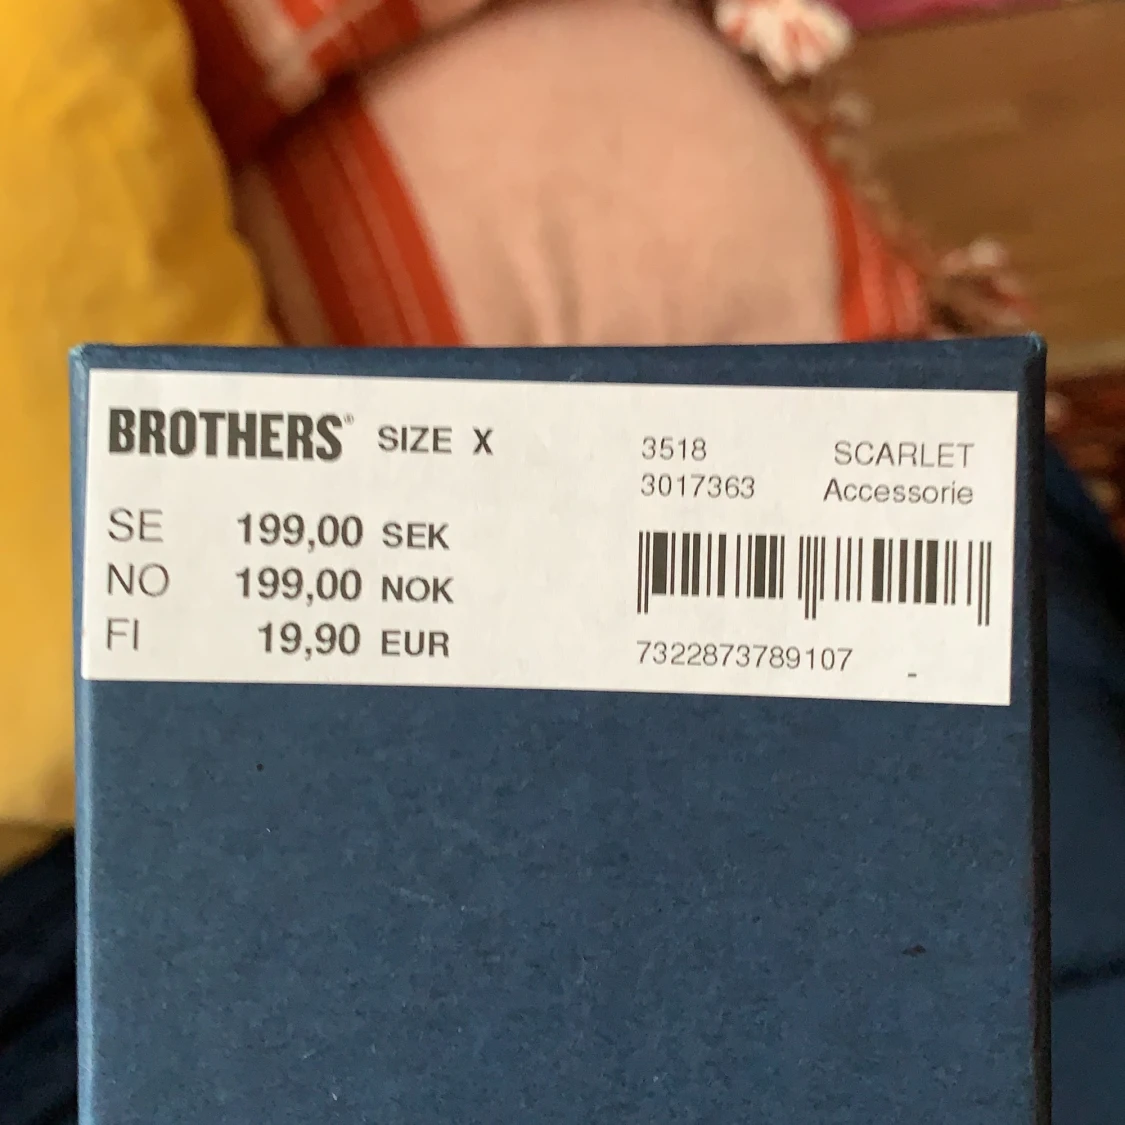 BROTHERS® SIZE X
SE 199,00 SEK
NO 199,00 NOK
FI 19,90 EUR
3518 SCARLET
3017363 Accessorie
7322873789107 -